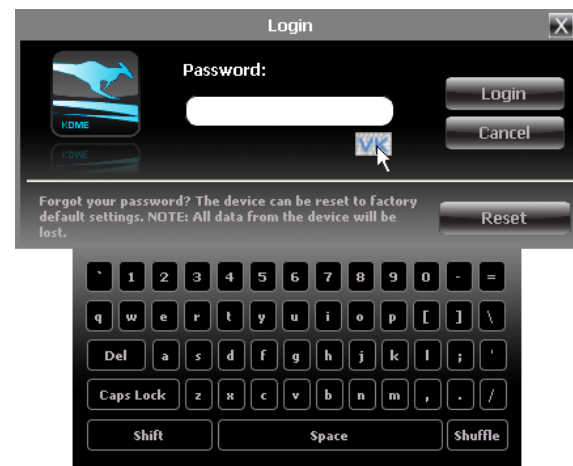 Login
X
Password:
KDME
Login
VK
Cancel
Forgot your password? The device can be reset to factory
default settings. NOTE: All data from the device will be
lost.
Reset
` 1 2 3 4 5 6 7 8 9 0 - =
q w e r t y u i o p [ ] \
Del a s d f g h j k l ; '
Caps Lock z x c v b n m , . /
Shift Space Shuffle